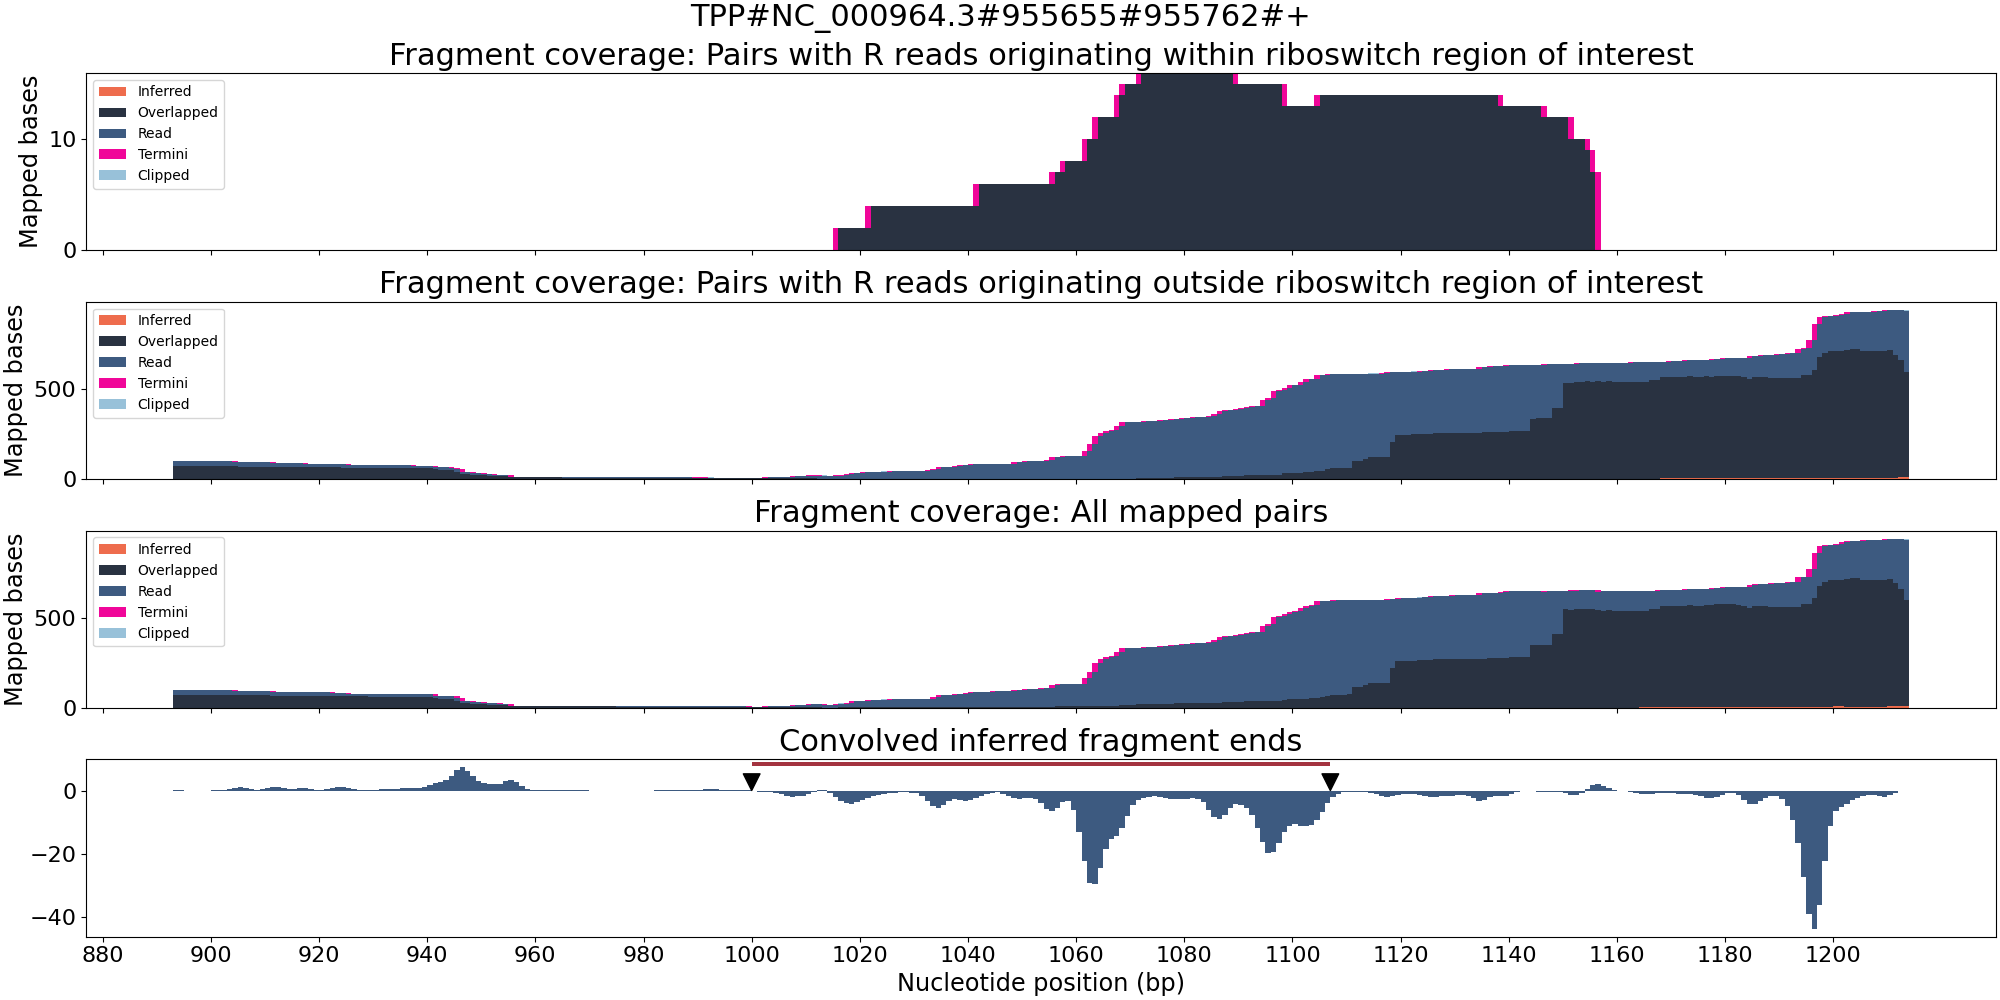 TPP#NC_000964.3#955655#955762#+
Fragment coverage: Pairs with R reads originating within riboswitch region of interest
Mapped bases
10
0
Inferred
Overlapped
Read
Termini
Clipped
Fragment coverage: Pairs with R reads originating outside riboswitch region of interest
Mapped bases
500
0
Inferred
Overlapped
Read
Termini
Clipped
Fragment coverage: All mapped pairs
Mapped bases
500
0
Inferred
Overlapped
Read
Termini
Clipped
Convolved inferred fragment ends
0
−20
−40
880 900 920 940 960 980 1000 1020 1040 1060 1080 1100 1120 1140 1160 1180 1200
Nucleotide position (bp)